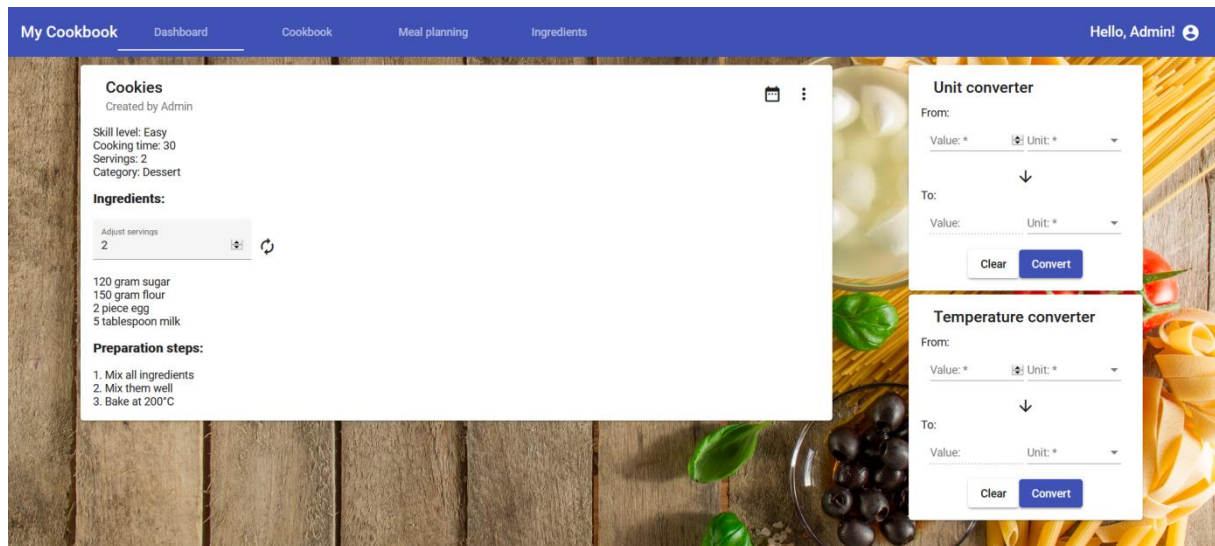 My Cookbook Dashboard Cookbook Meal planning Ingredients Hello, Admin!
Cookies
Created by Admin
Skill level: Easy
Cooking time: 30
Servings: 2
Category: Dessert
Ingredients:
Adjust servings
2
120 gram sugar
150 gram flour
2 piece egg
5 tablespoon milk
Preparation steps:
1. Mix all ingredients
2. Mix them well
3. Bake at 200°C
Unit converter
From:
Value: * Unit: *
To:
Value: Unit: *
Clear Convert
Temperature converter
From:
Value: * Unit: *
To:
Value: Unit: *
Clear Convert